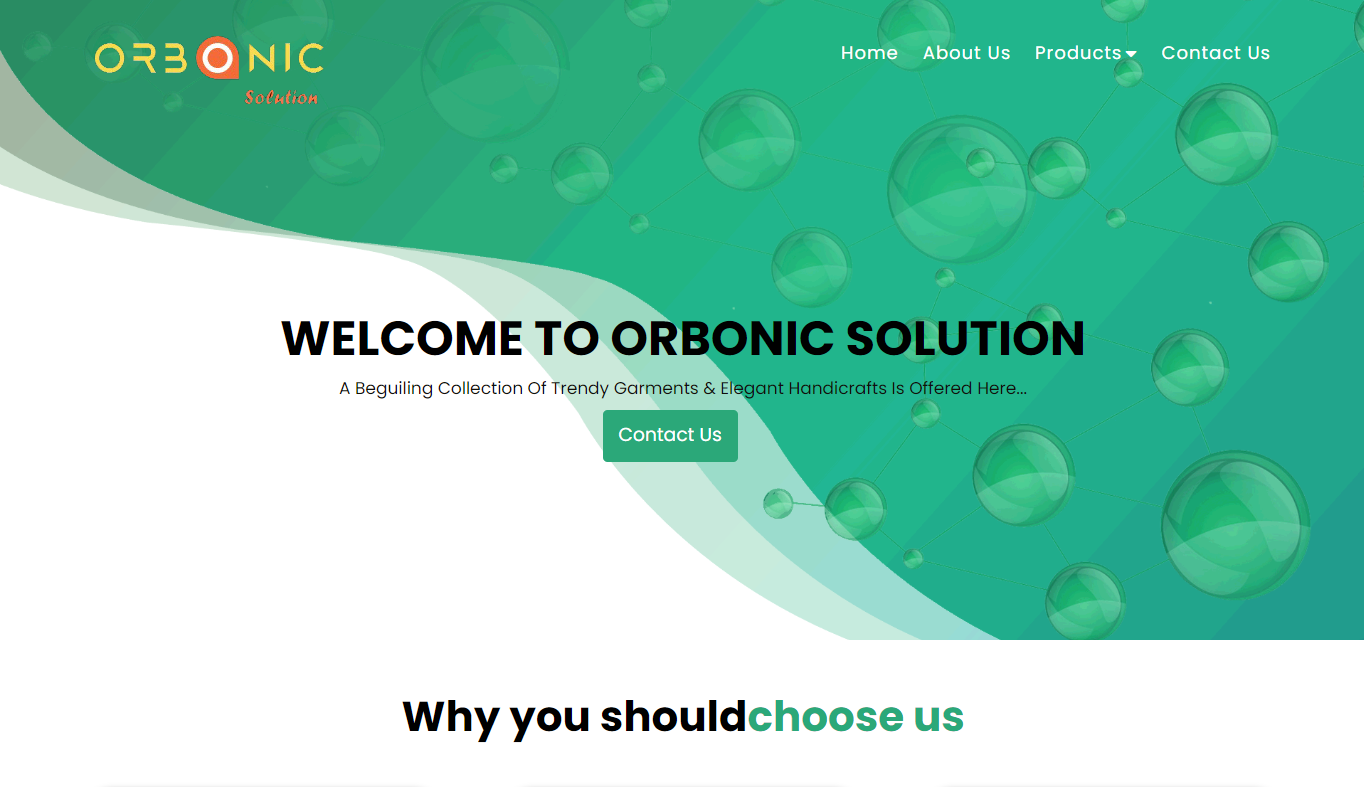 ORBONIC
Solution
Home About Us Products Contact Us
WELCOME TO ORBONIC SOLUTION
A Beguiling Collection Of Trendy Garments & Elegant Handicrafts Is Offered Here...
Contact Us
Why you shouldchoose us